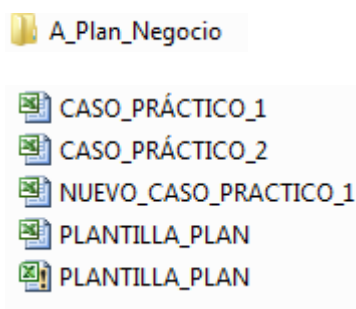 A_Plan_Negocio
CASO_PRÁCTICO_1
CASO_PRÁCTICO_2
NUEVO_CASO_PRACTICO_1
PLANTILLA_PLAN
PLANTILLA_PLAN